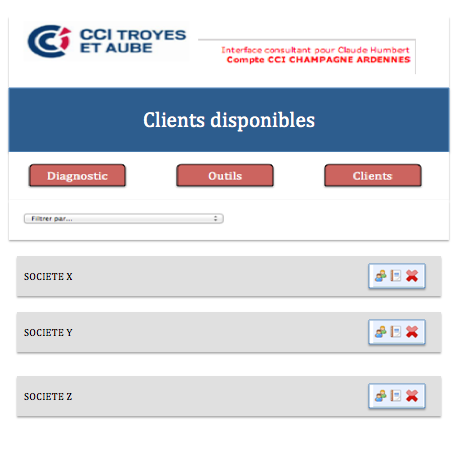 CCI TROYES
ET AUBE
Interface consultant pour Claude Humbert
Compte CCI CHAMPAGNE ARDENNES
Clients disponibles
Diagnostic
Outils
Clients
Filtrer par...
SOCIETE X
SOCIETE Y
SOCIETE Z